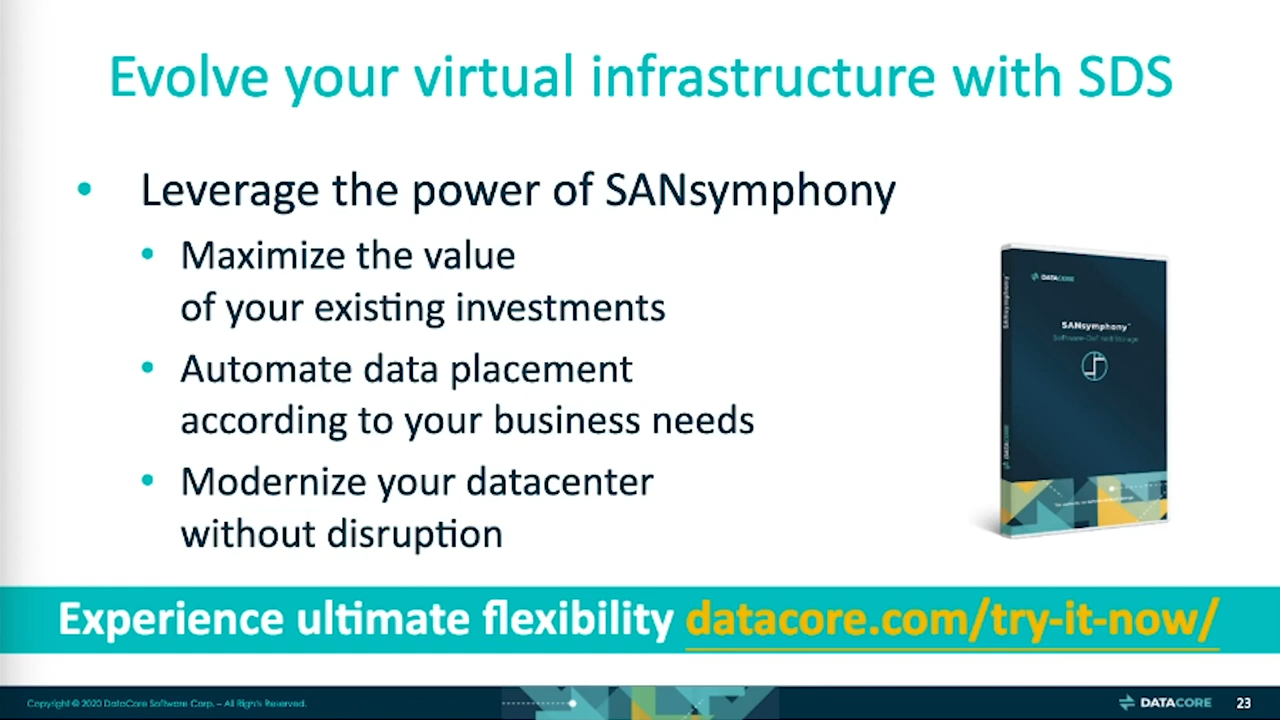 Evolve your virtual infrastructure with SDS
• Leverage the power of SANsymphony
• Maximize the value
of your existing investments
• Automate data placement
according to your business needs
• Modernize your datacenter
without disruption
DATACORE
SANsymphony™
Software-Defined Storage
SANsymphony
DATACORE
Experience ultimate flexibility datacore.com/try-it-now/
Copyright © 2020 DataCore Software Corp. – All Rights Reserved.
DATACORE
23